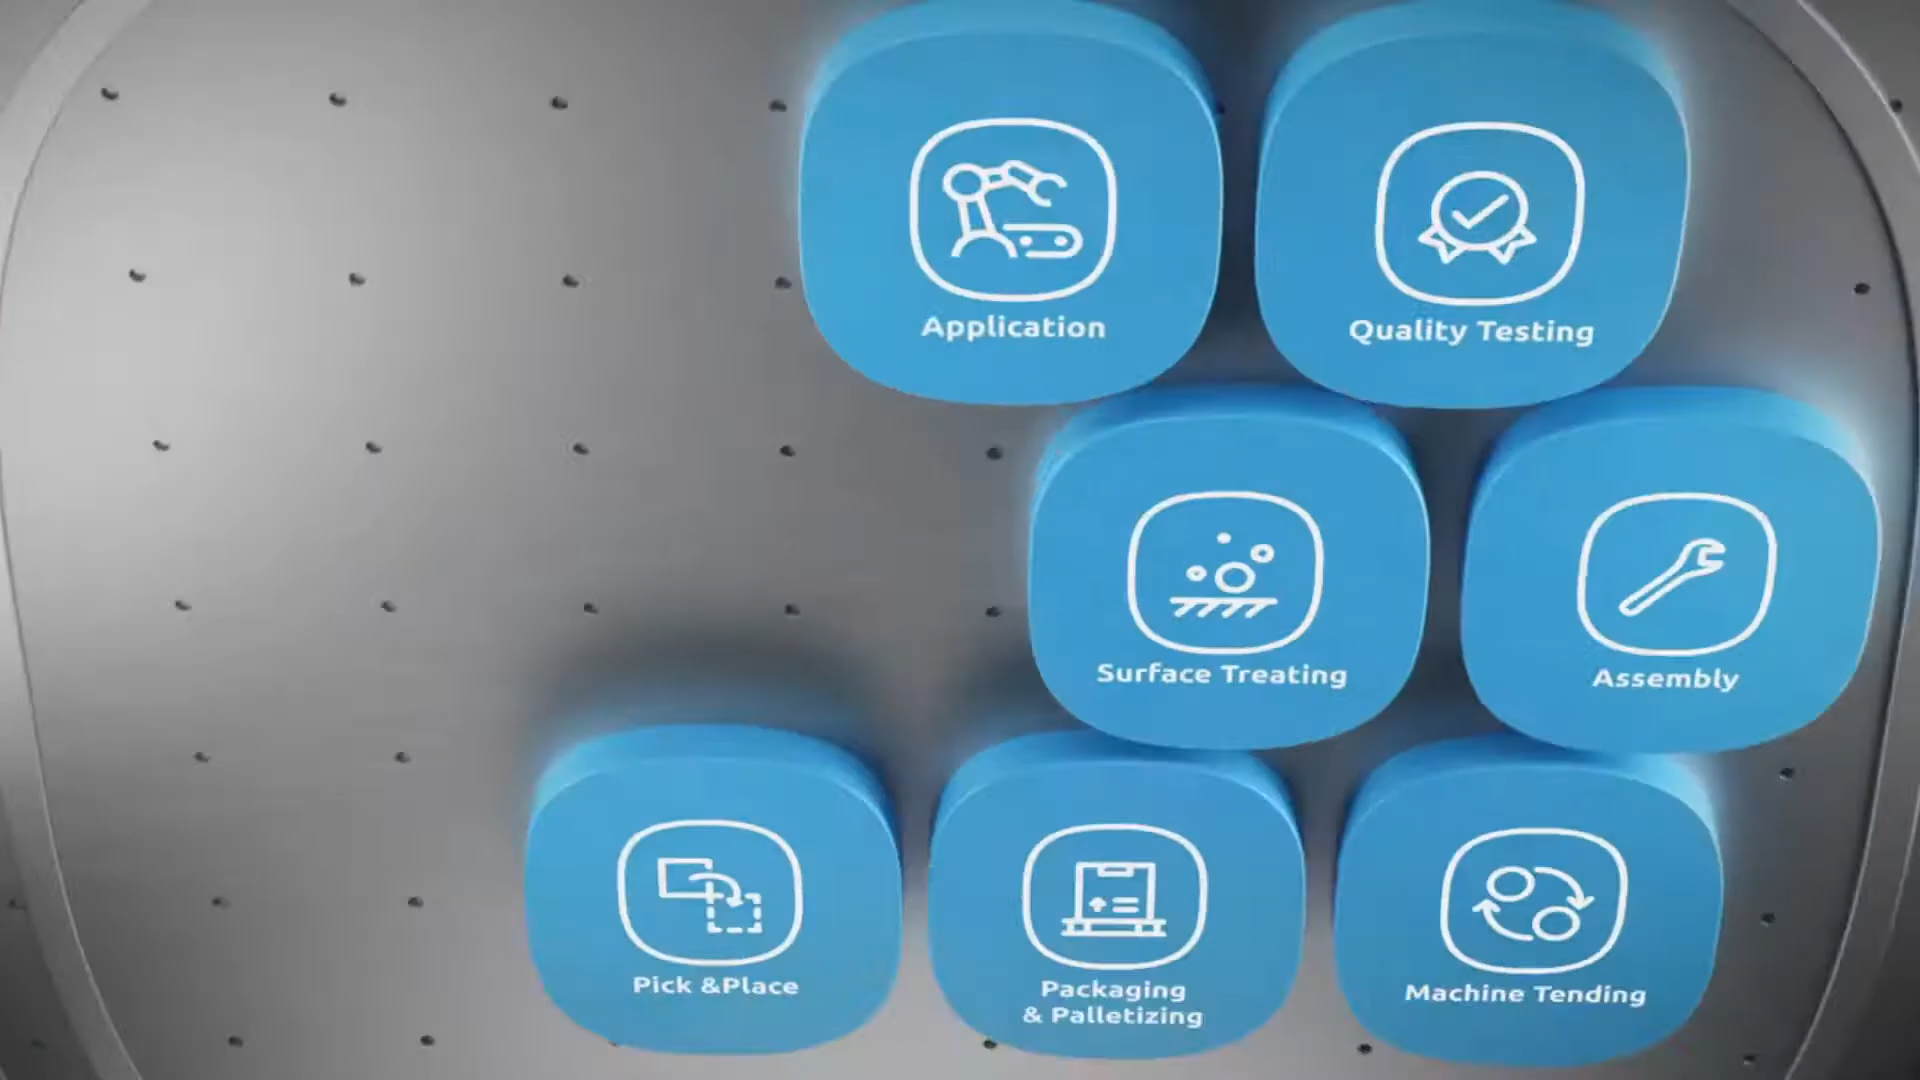 Application
Quality Testing
Surface Treating
Assembly
Pick &Place
Packaging
& Palletizing
Machine Tending